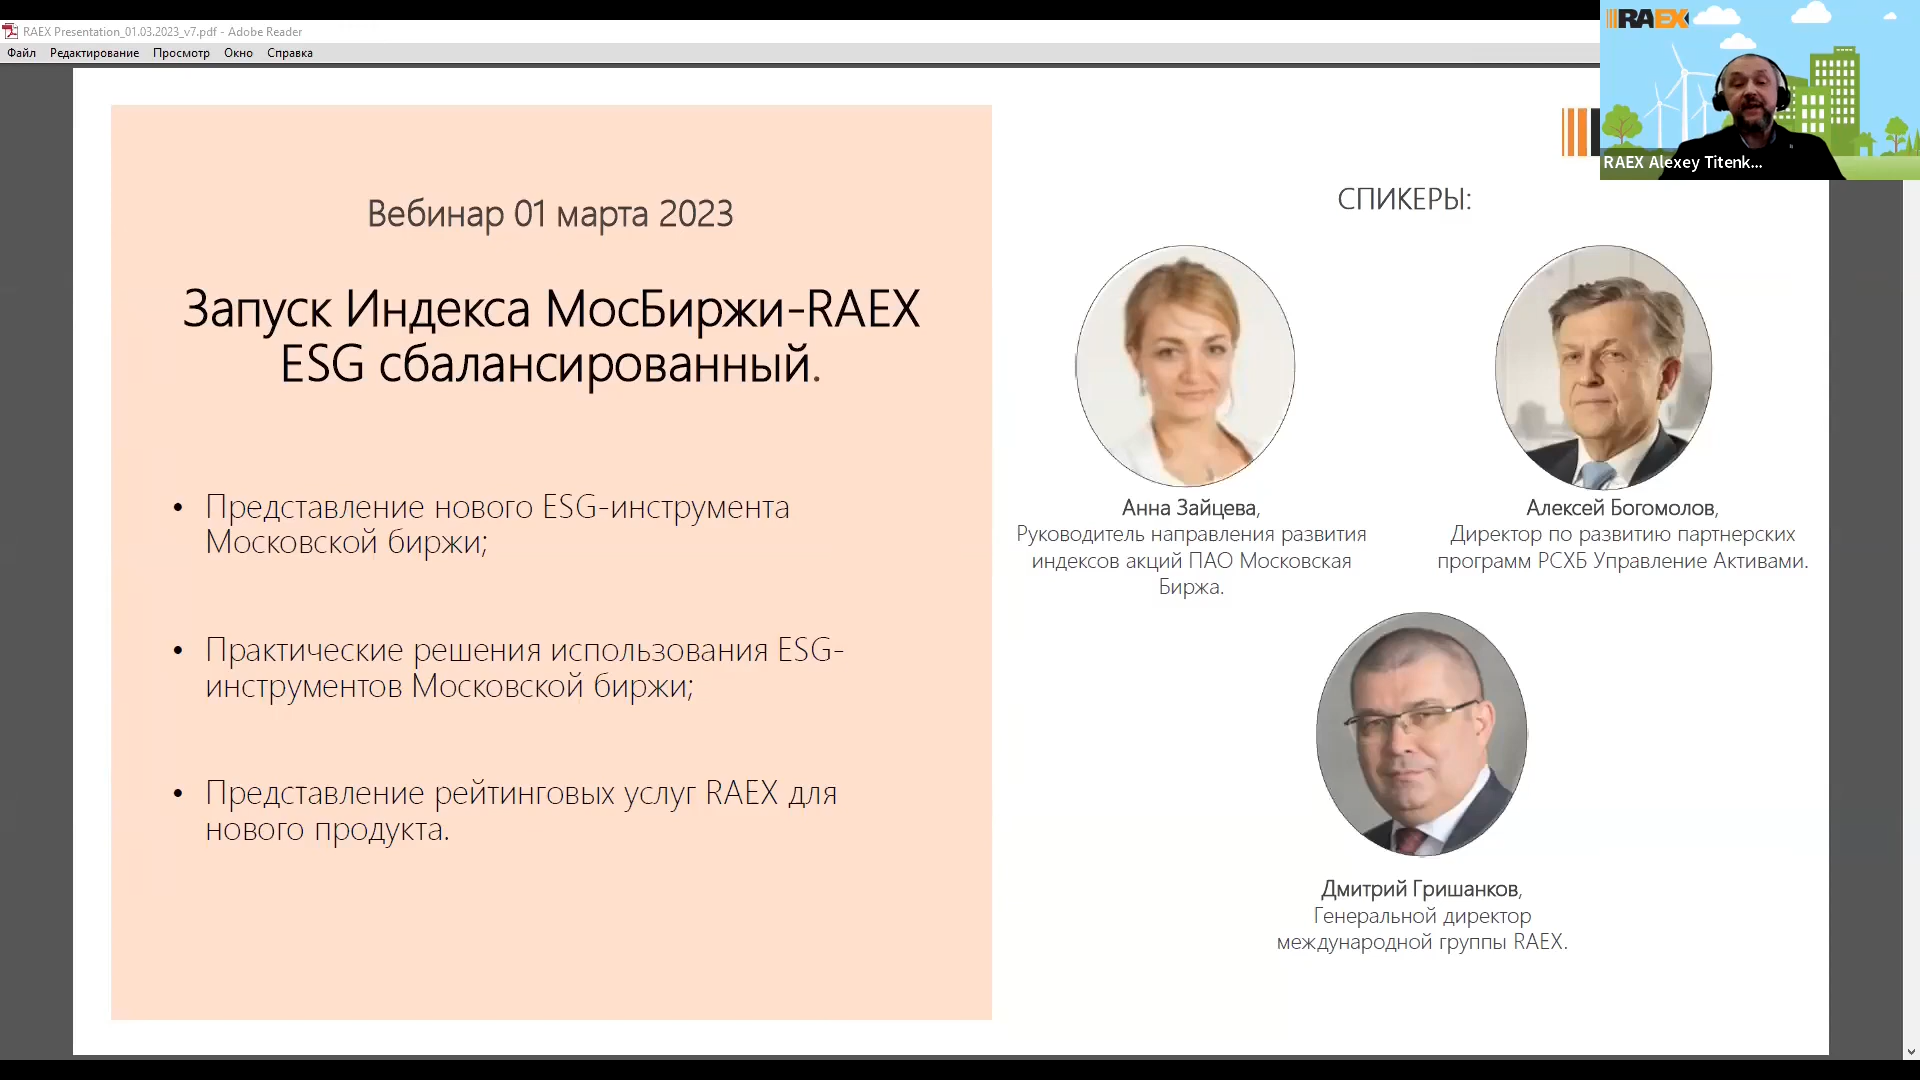 RAEX Presentation_01.03.2023_v7.pdf - Adobe Reader
Файл Редактирование Просмотр Окно Справка
RAEX
RAEX Alexey Titenk...
Вебинар 01 марта 2023
Запуск Индекса МосБиржи-RAEX
ESG сбалансированный.
• Представление нового ESG-инструмента
Московской биржи;
• Практические решения использования ESG-
инструментов Московской биржи;
• Представление рейтинговых услуг RAEX для
нового продукта.
СПИКЕРЫ:
Анна Зайцева,
Руководитель направления развития
индексов акций ПАО Московская
Биржа.
Алексей Богомолов,
Директор по развитию партнерских
программ РСХБ Управление Активами.
Дмитрий Гришанков,
Генеральной директор
международной группы RAEX.